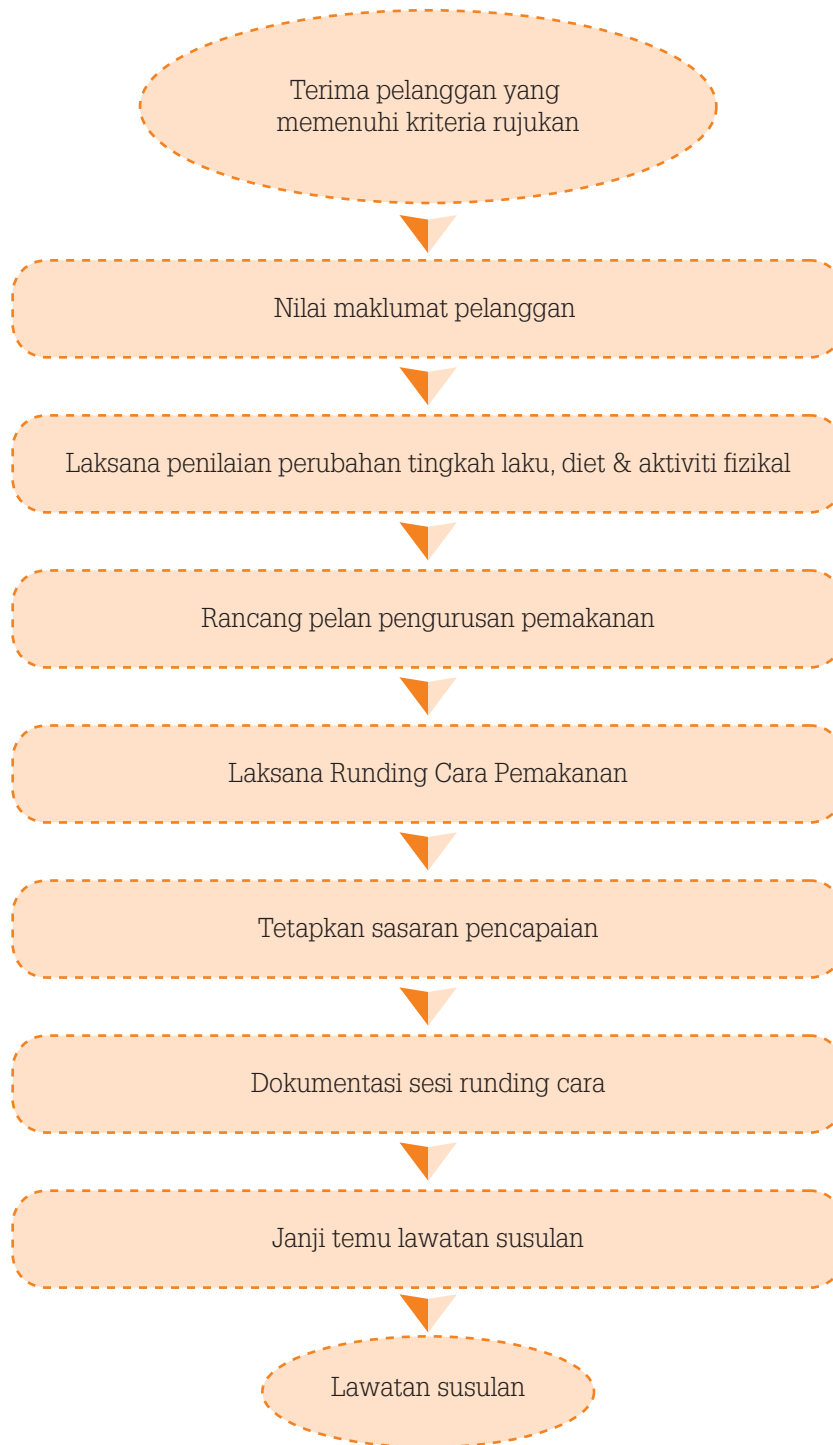 Terima pelanggan yang
memenuhi kriteria rujukan
Nilai maklumat pelanggan
Laksana penilaian perubahan tingkah laku, diet & aktiviti fizikal
Rancang pelan pengurusan pemakanan
Laksana Runding Cara Pemakanan
Tetapkan sasaran pencapaian
Dokumentasi sesi runding cara
Janji temu lawatan susulan
Lawatan susulan